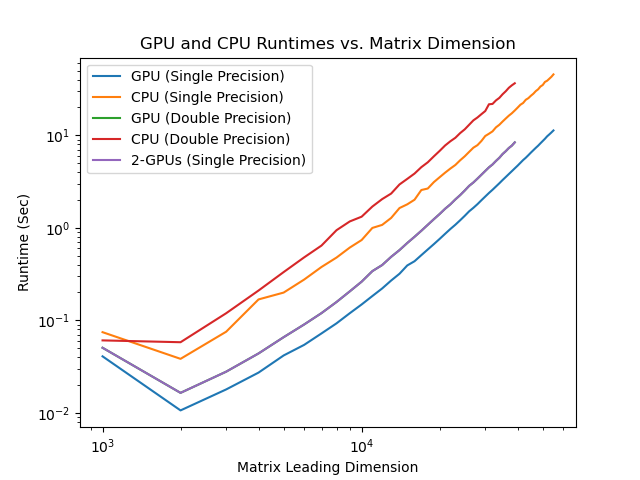 GPU and CPU Runtimes vs. Matrix Dimension
GPU (Single Precision)
CPU (Single Precision)
GPU (Double Precision)
CPU (Double Precision)
2-GPUs (Single Precision)
Runtime (Sec)
10¹
10⁰
10⁻¹
10⁻²
10³ 10⁴
Matrix Leading Dimension